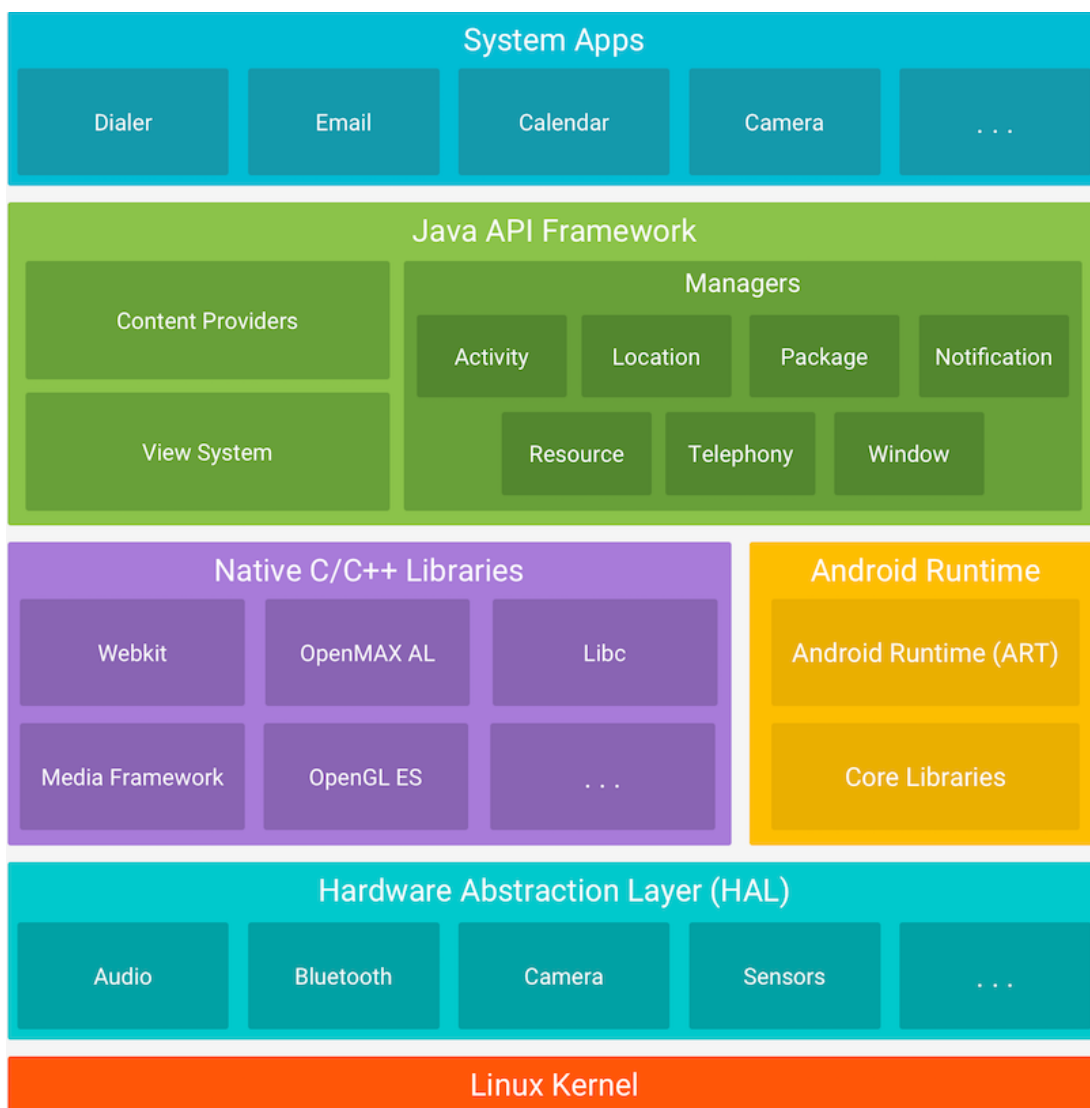 System Apps
Dialer
Email
Calendar
Camera
. . .
Java API Framework
Content Providers
View System
Managers
Activity
Location
Package
Notification
Resource
Telephony
Window
Native C/C++ Libraries
Webkit
OpenMAX AL
Libc
Media Framework
OpenGL ES
. . .
Android Runtime
Android Runtime (ART)
Core Libraries
Hardware Abstraction Layer (HAL)
Audio
Bluetooth
Camera
Sensors
. . .
Linux Kernel